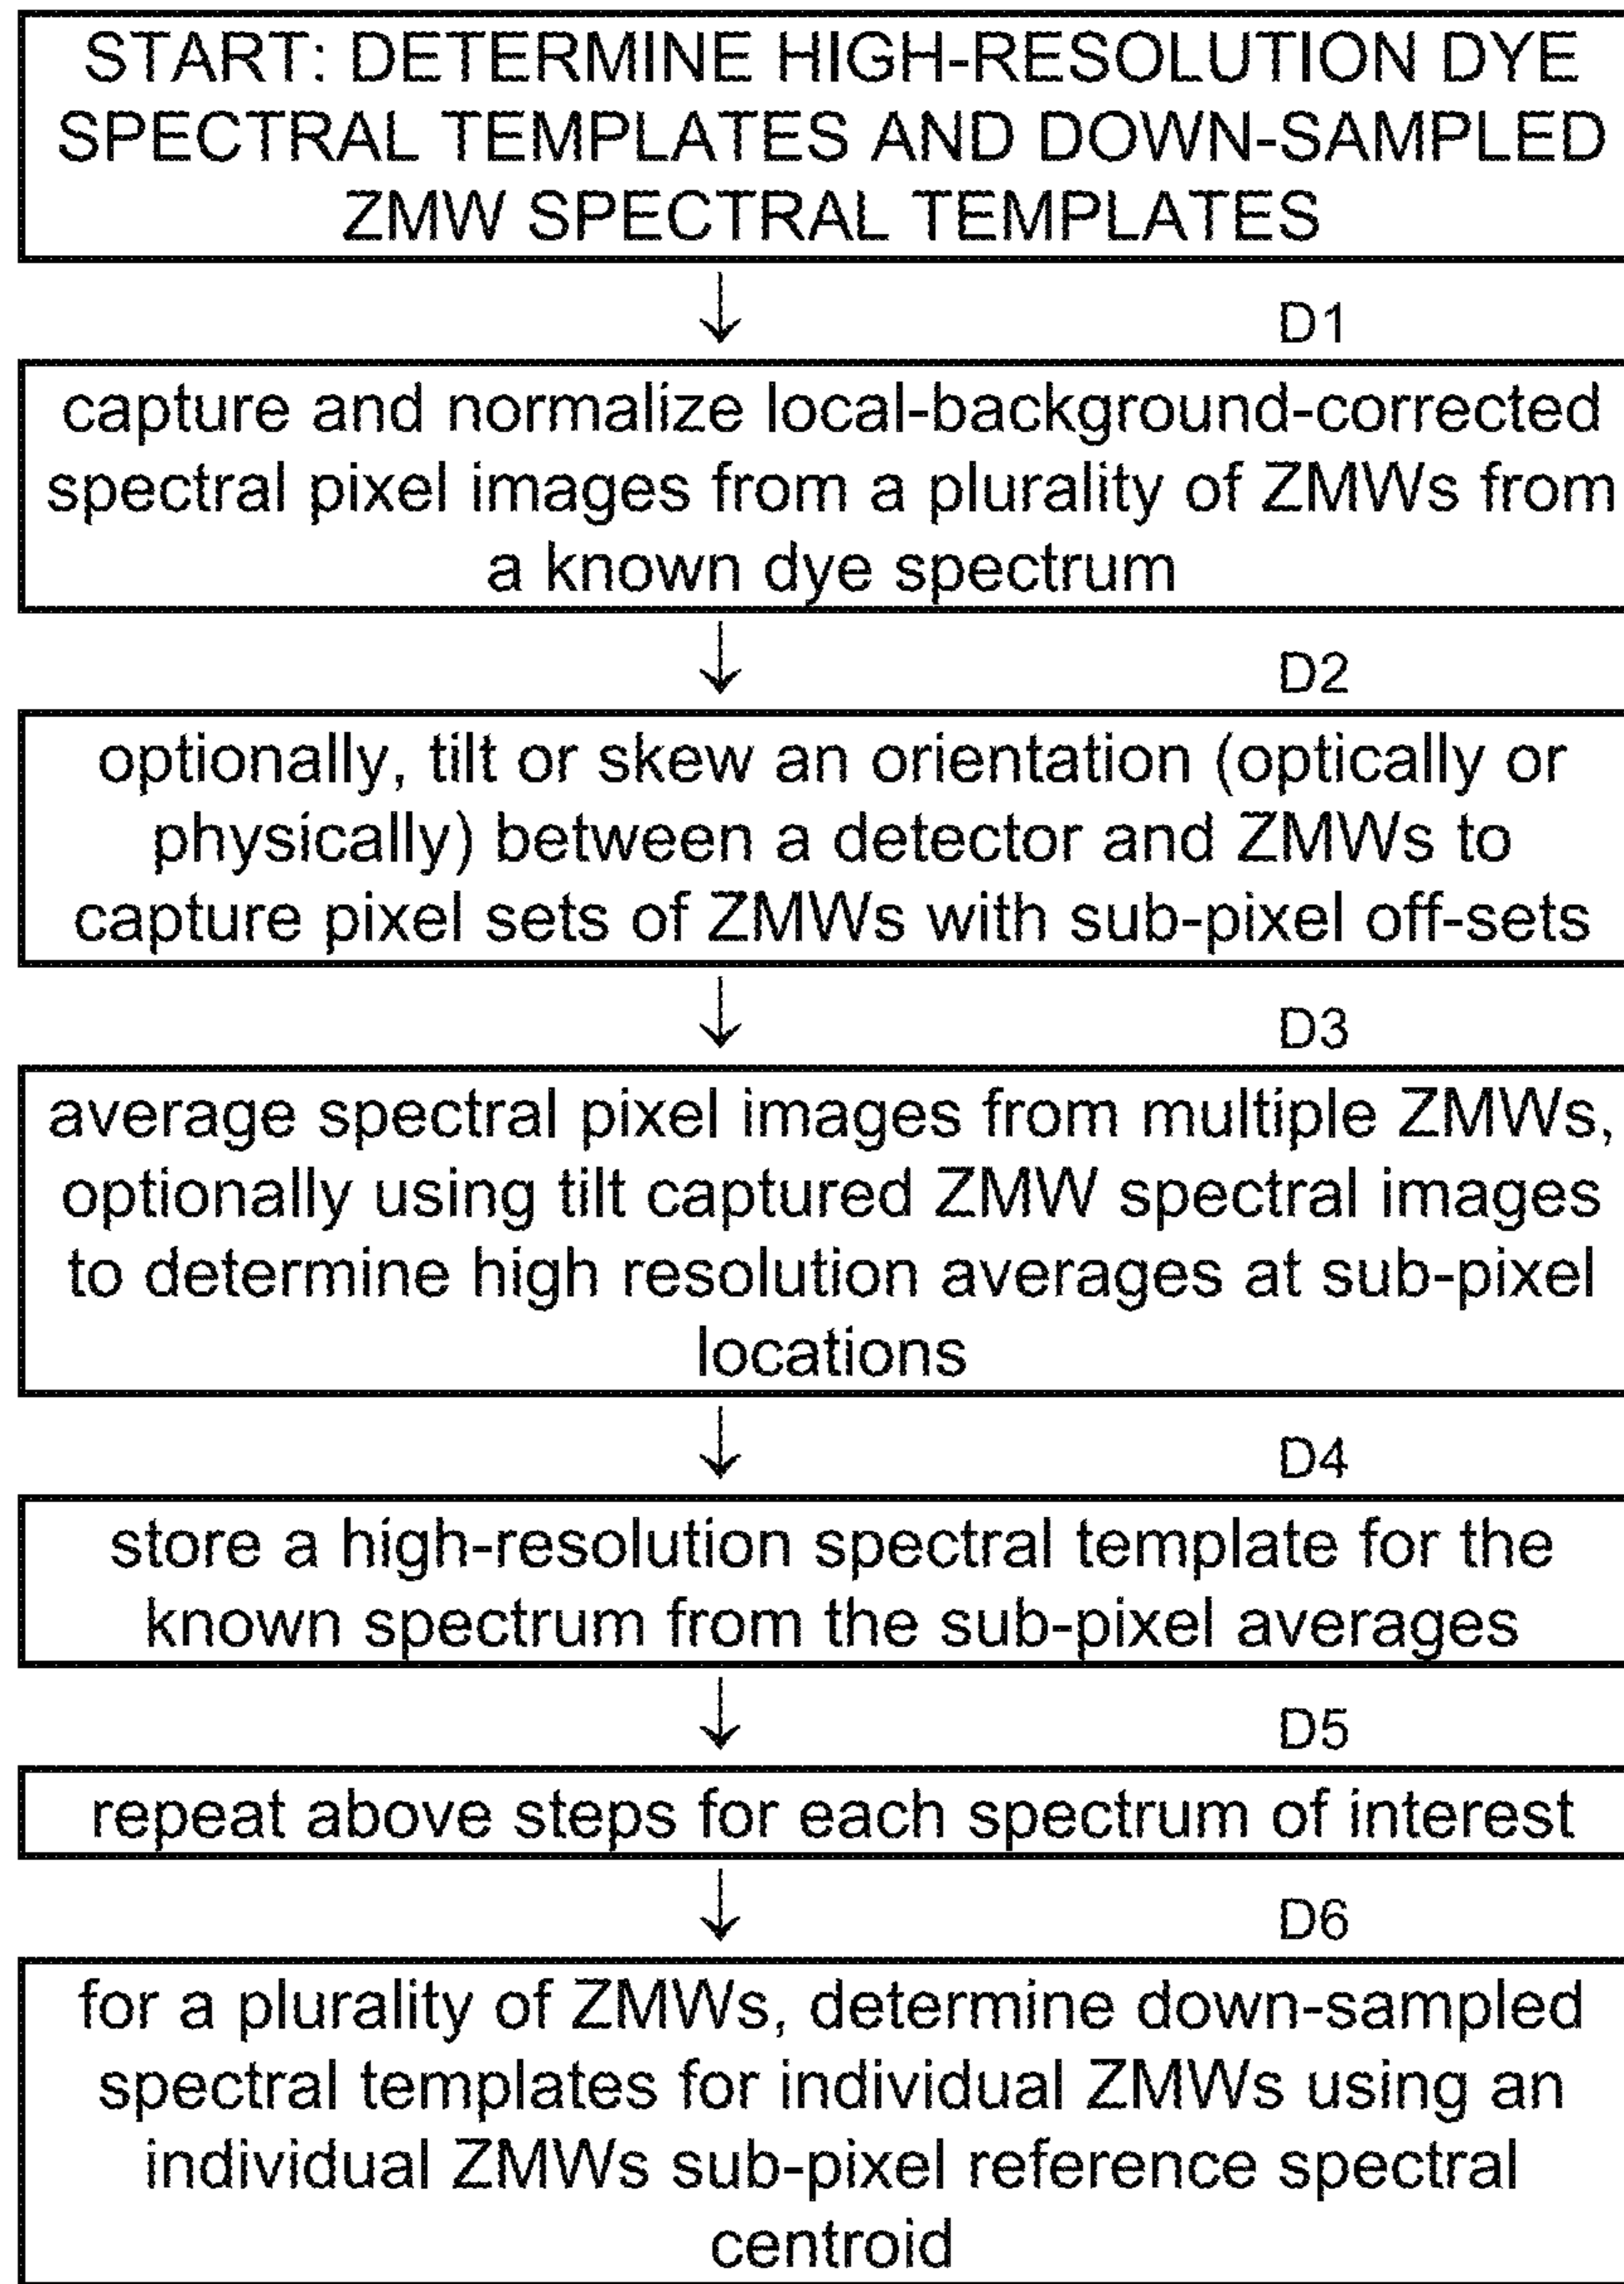 START: DETERMINE HIGH-RESOLUTION DYE
SPECTRAL TEMPLATES AND DOWN-SAMPLED
ZMW SPECTRAL TEMPLATES
D1
capture and normalize local-background-corrected
spectral pixel images from a plurality of ZMWs from
a known dye spectrum
D2
optionally, tilt or skew an orientation (optically or
physically) between a detector and ZMWs to
capture pixel sets of ZMWs with sub-pixel off-sets
D3
average spectral pixel images from multiple ZMWs,
optionally using tilt captured ZMW spectral images
to determine high resolution averages at sub-pixel
locations
D4
store a high-resolution spectral template for the
known spectrum from the sub-pixel averages
D5
repeat above steps for each spectrum of interest
D6
for a plurality of ZMWs, determine down-sampled
spectral templates for individual ZMWs using an
individual ZMWs sub-pixel reference spectral
centroid